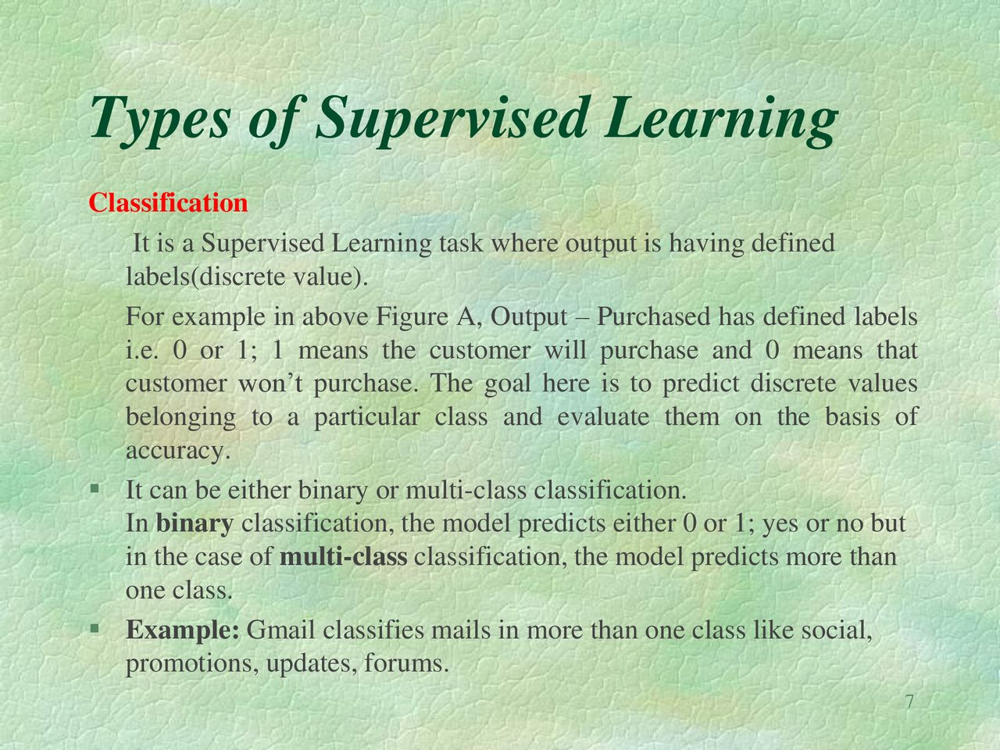 Types of Supervised Learning
Classification
It is a Supervised Learning task where output is having defined
labels(discrete value).
For example in above Figure A, Output – Purchased has defined labels
i.e. 0 or 1; 1 means the customer will purchase and 0 means that
customer won’t purchase. The goal here is to predict discrete values
belonging to a particular class and evaluate them on the basis of
accuracy.
▪ It can be either binary or multi-class classification.
In binary classification, the model predicts either 0 or 1; yes or no but
in the case of multi-class classification, the model predicts more than
one class.
▪ Example: Gmail classifies mails in more than one class like social,
promotions, updates, forums.
7